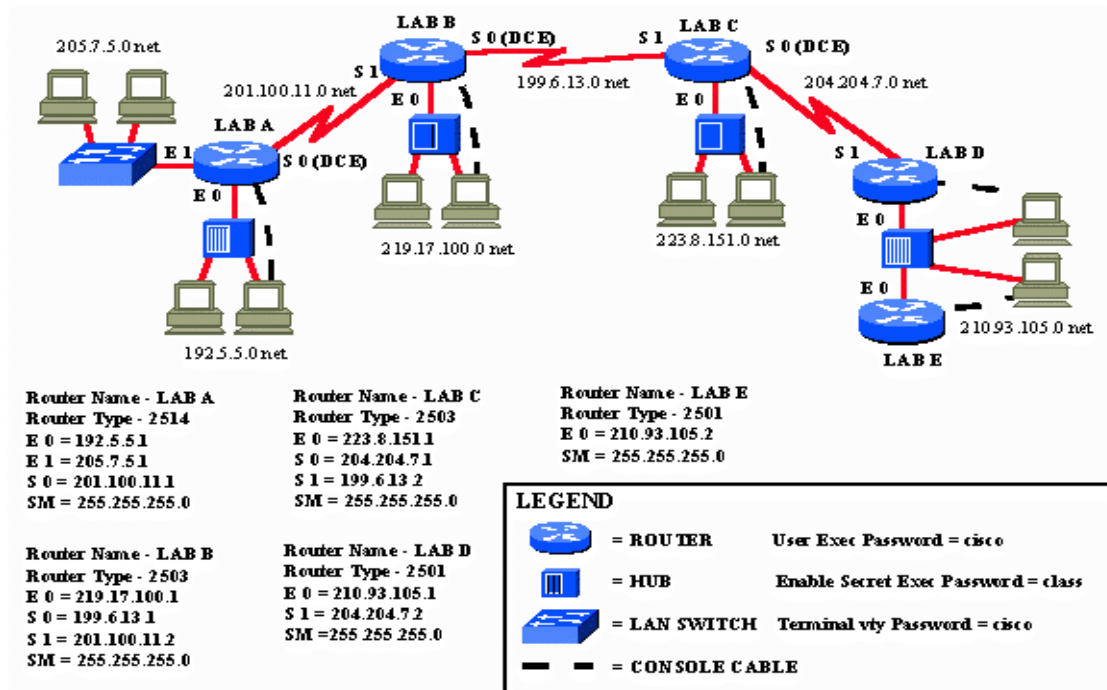 LAB B
S 0 (DCE)
S 1
LAB C
S 0 (DCE)
205.7.5.0 net
S 1
199.6.13.0 net
204.204.7.0 net
201.100.11.0 net
E 0
E 0
LAB A
E 1
S 0 (DCE)
S 1
LAB D
E 0
E 0
219.17.100.0 net
223.8.151.0 net
E 0
210.93.105.0 net
192.5.5.0 net
LAB E
Router Name - LAB A
Router Type - 2514
E 0 = 192.5.5.1
E 1 = 205.7.5.1
S 0 = 201.100.11.1
SM = 255.255.255.0
Router Name - LAB C
Router Type - 2503
E 0 = 223.8.151.1
S 0 = 204.204.7.1
S 1 = 199.6.13.2
SM = 255.255.255.0
Router Name - LAB E
Router Type - 2501
E 0 = 210.93.105.2
SM = 255.255.255.0
Router Name - LAB B
Router Type - 2503
E 0 = 219.17.100.1
S 0 = 199.6.13.1
S 1 = 201.100.11.2
SM = 255.255.255.0
Router Name - LAB D
Router Type - 2501
E 0 = 210.93.105.1
S 1 = 204.204.7.2
SM =255.255.255.0
LEGEND
= ROUTER User Exec Password = cisco
= HUB Enable Secret Exec Password = class
= LAN SWITCH Terminal vty Password = cisco
= CONSOLE CABLE